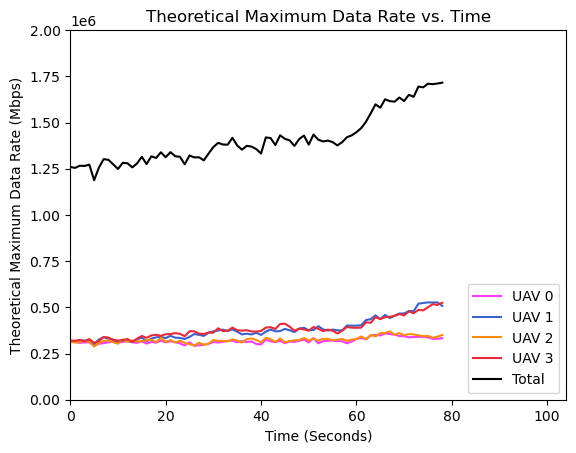 Theoretical Maximum Data Rate vs. Time
1e6
2.00
1.75
1.50
1.25
1.00
0.75
0.50
0.25
0.00
Theoretical Maximum Data Rate (Mbps)
0
20
40
60
80
100
Time (Seconds)
UAV 0
UAV 1
UAV 2
UAV 3
Total